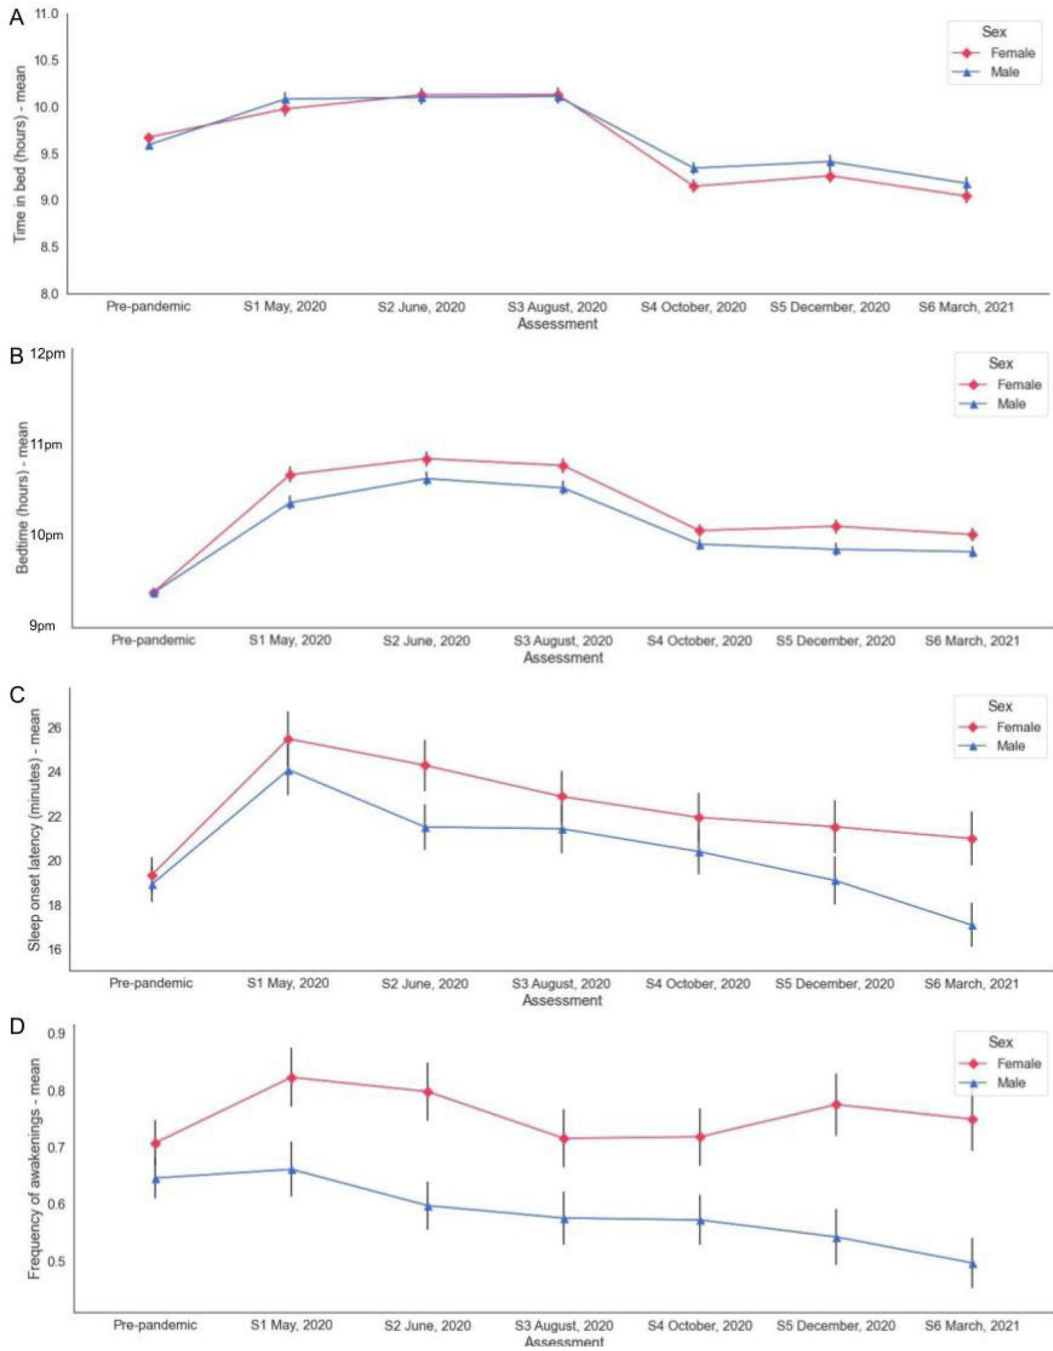 A
Time in bed (hours) - mean
11.0
10.5
10.0
9.5
9.0
8.5
8.0
Sex
Female
Male
Pre-pandemic S1 May, 2020 S2 June, 2020 S3 August, 2020 S4 October, 2020 S5 December, 2020 S6 March, 2021
Assessment
B
Bedtime (hours) - mean
12pm
11pm
10pm
9pm
Sex
Female
Male
Pre-pandemic S1 May, 2020 S2 June, 2020 S3 August, 2020 S4 October, 2020 S5 December, 2020 S6 March, 2021
Assessment
C
Sleep onset latency (minutes) - mean
26
24
22
20
18
16
Sex
Female
Male
Pre-pandemic S1 May, 2020 S2 June, 2020 S3 August, 2020 S4 October, 2020 S5 December, 2020 S6 March, 2021
Assessment
D
Frequency of awakenings - mean
0.9
0.8
0.7
0.6
0.5
Sex
Female
Male
Pre-pandemic S1 May, 2020 S2 June, 2020 S3 August, 2020 S4 October, 2020 S5 December, 2020 S6 March, 2021
Assessment